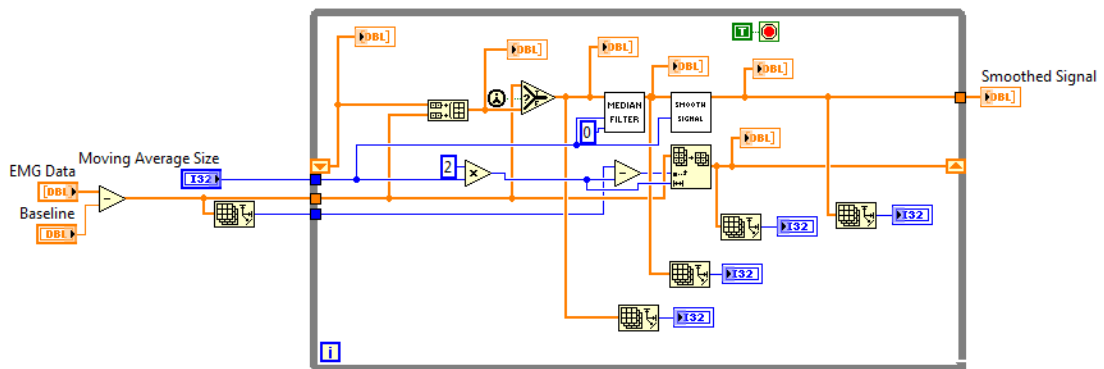 DBL]
T
DBL]
DBL]
DBL]
DBL]
Smoothed Signal
DBL]
i
?
T
F
MEDIAN
FILTER
SMOOTH
SIGNAL
0
DBL]
Moving Average Size
2
EMG Data
I32
[DBL
Baseline
DBL
I32
I32
I32
I32
i